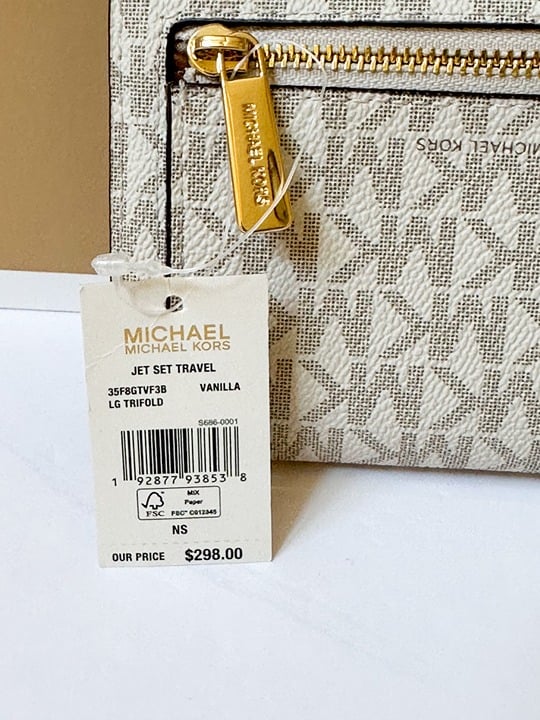 MICHAEL KORS
MICHAEL KORS
MICHAEL
MICHAEL KORS
JET SET TRAVEL
35F8GTVF3B VANILLA
LG TRIFOLD
S686-0001
1 92877 93853 8
FSC
MIX
Paper
FSC® C012345
NS
OUR PRICE $298.00